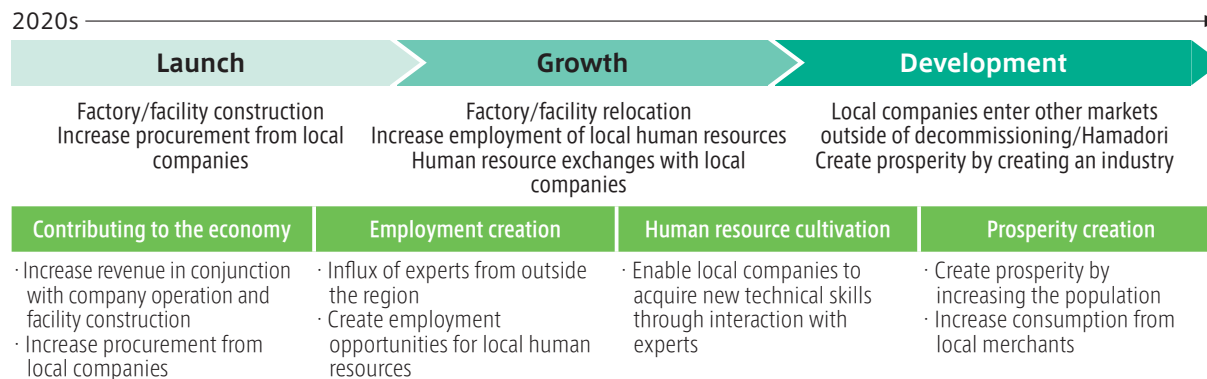 2020s
Launch
Growth
Development
Factory/facility construction
Increase procurement from local
companies
Factory/facility relocation
Increase employment of local human resources
Human resource exchanges with local
companies
Local companies enter other markets
outside of decommissioning/Hamadori
Create prosperity by creating an industry
Contributing to the economy
· Increase revenue in conjunction
with company operation and
facility construction
· Increase procurement from
local companies
Employment creation
· Influx of experts from outside
the region
· Create employment
opportunities for local human
resources
Human resource cultivation
· Enable local companies to
acquire new technical skills
through interaction with
experts
Prosperity creation
· Create prosperity by
increasing the population
· Increase consumption from
local merchants